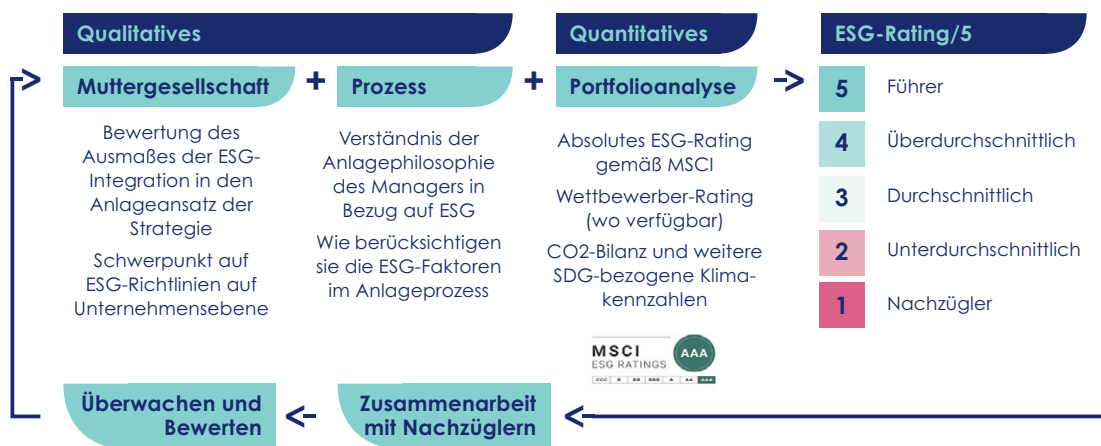 Qualitatives
Quantitatives
ESG-Rating/5
Muttergesellschaft
+
Prozess
+
Portfolioanalyse
Bewertung des
Ausmaßes der ESG-
Integration in den
Anlageansatz der
Strategie
Schwerpunkt auf
ESG-Richtlinien auf
Unternehmensebene
Verständnis der
Anlagephilosophie
des Managers in
Bezug auf ESG
Wie berücksichtigen
sie die ESG-Faktoren
im Anlageprozess
Absolutes ESG-Rating
gemäß MSCI
Wettbewerber-Rating
(wo verfügbar)
CO2-Bilanz und weitere
SDG-bezogene Klima-
kennzahlen
MSCI
ESG RATINGS
AAA
CCC B BB BBB A AA AAA
5 Führer
4 Überdurchschnittlich
3 Durchschnittlich
2 Unterdurchschnittlich
1 Nachzügler
Überwachen und
Bewerten
Zusammenarbeit
mit Nachzüglern